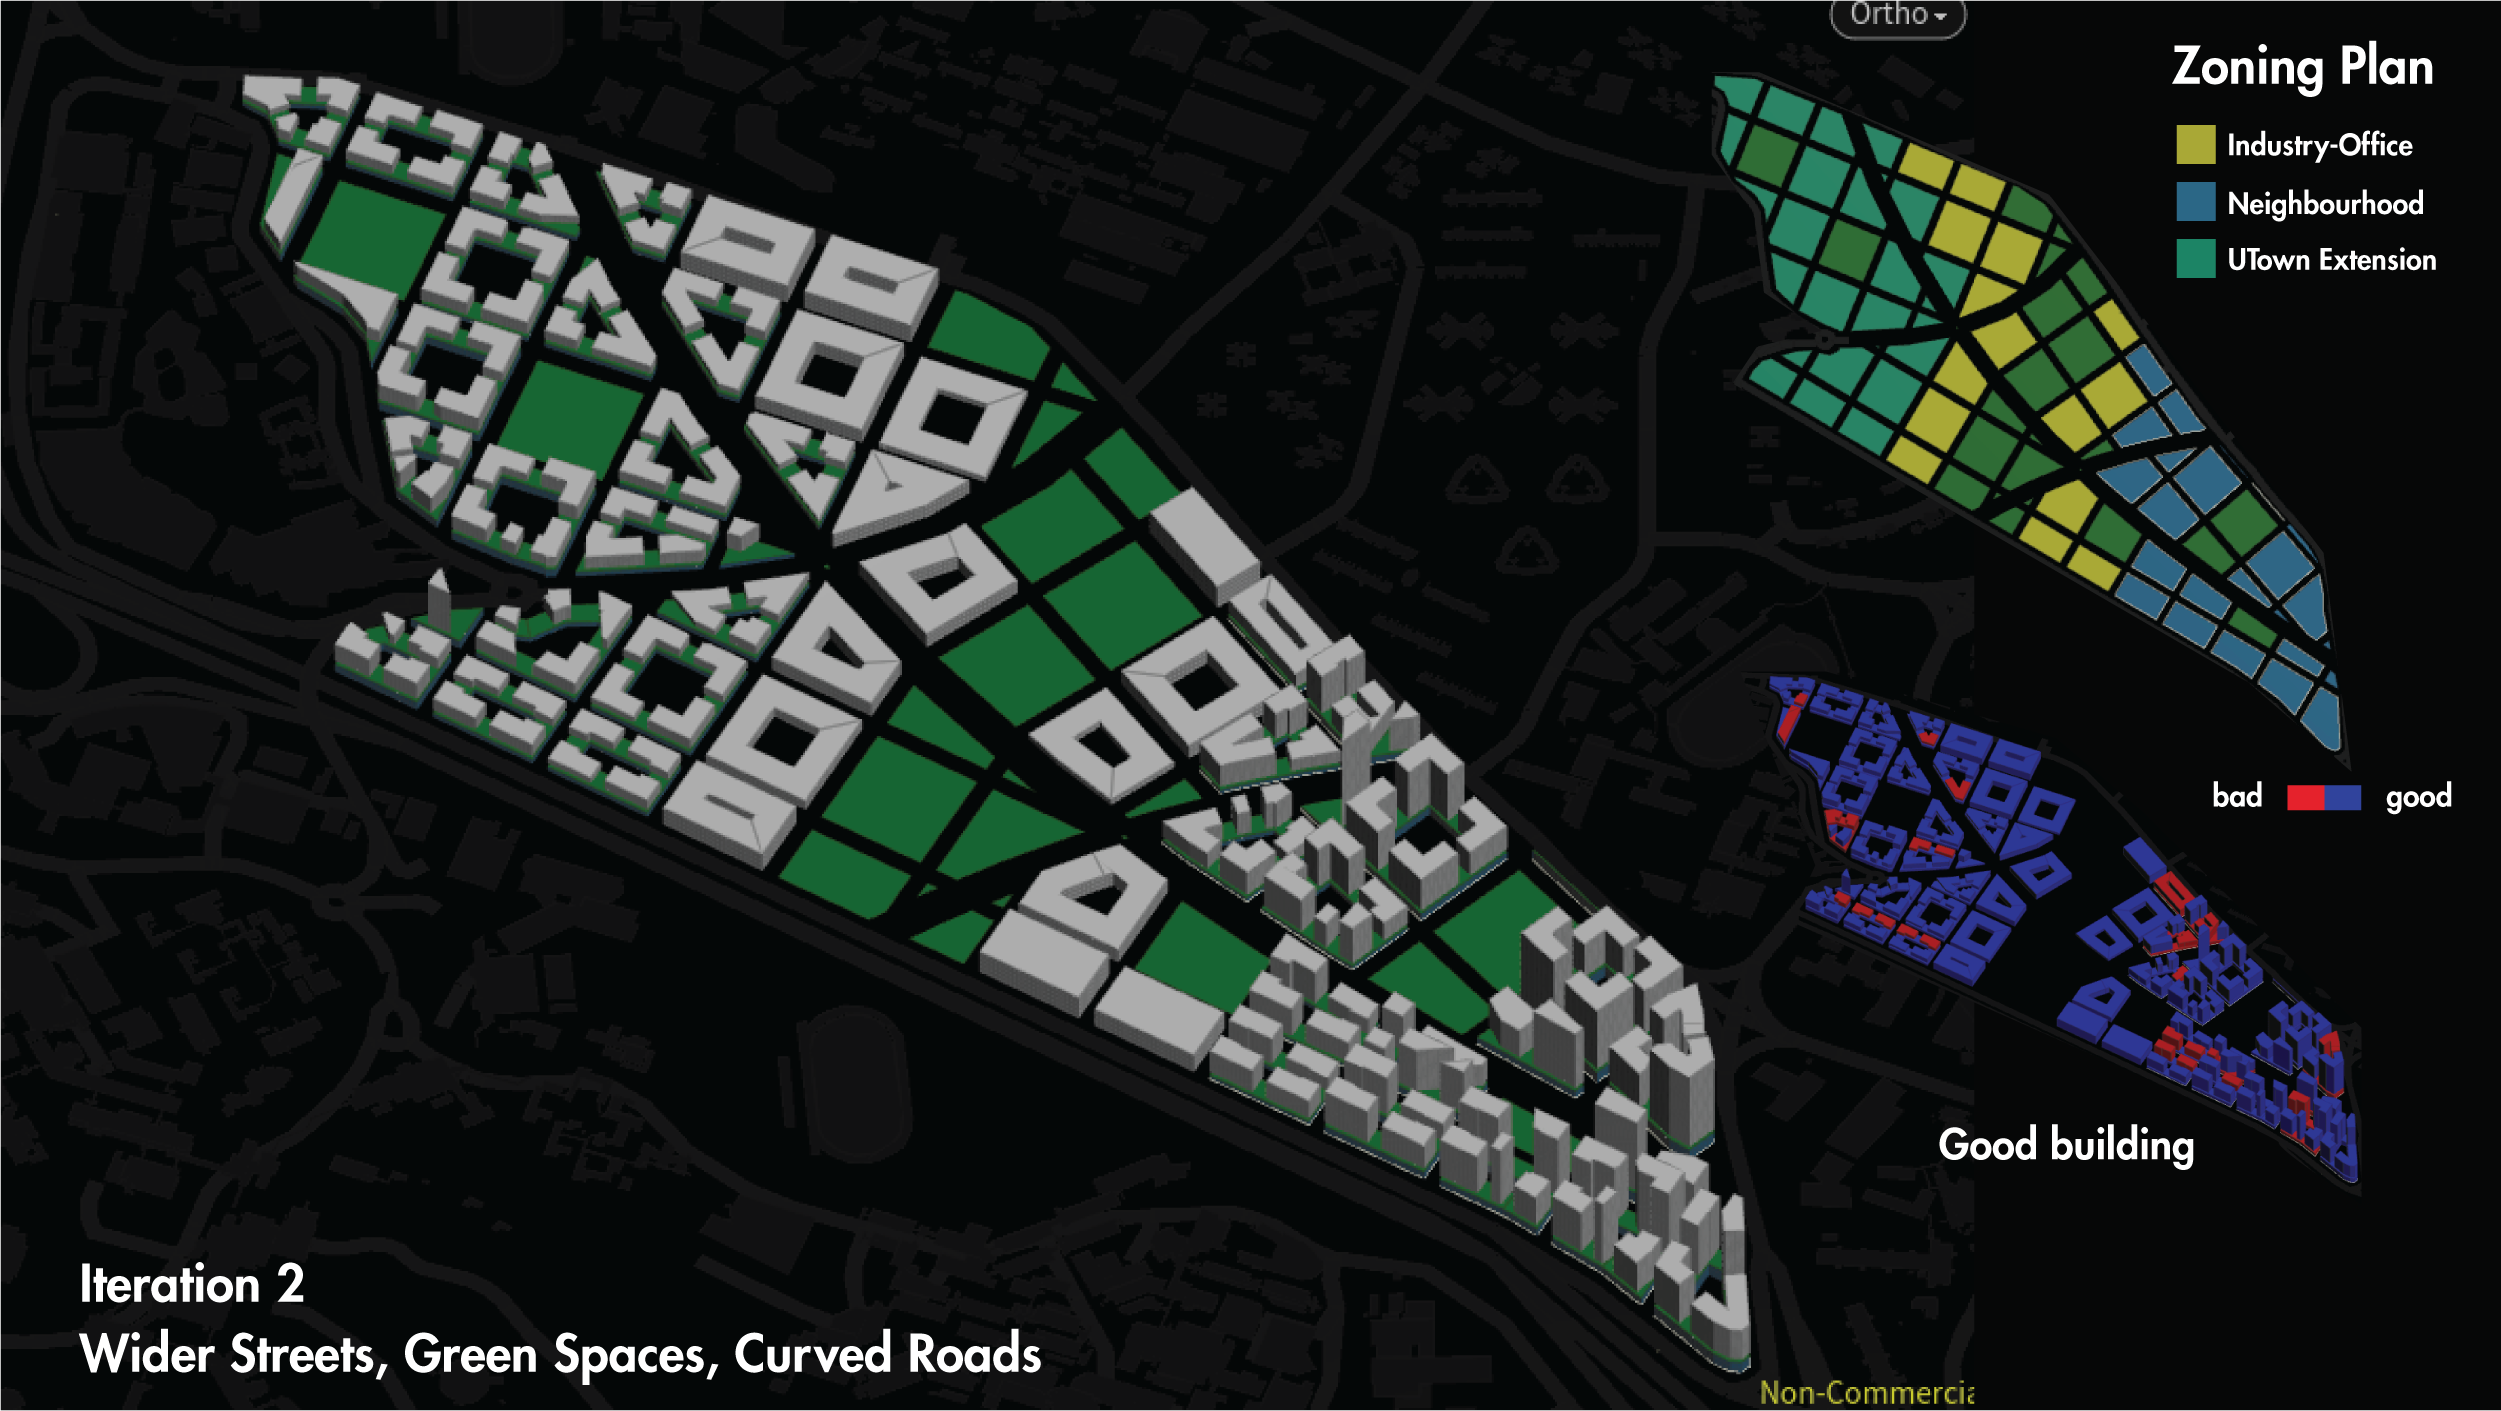 Ortho
Zoning Plan
Industry-Office
Neighbourhood
UTown Extension
bad good
Good building
Iteration 2
Wider Streets, Green Spaces, Curved Roads
Non-Commercia